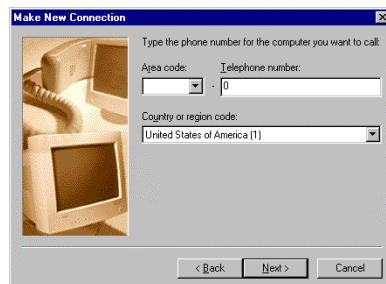 Make New Connection
Type the phone number for the computer you want to call:
Area code: Telephone number:
- 0
Country or region code:
United States of America (1)
< Back Next > Cancel